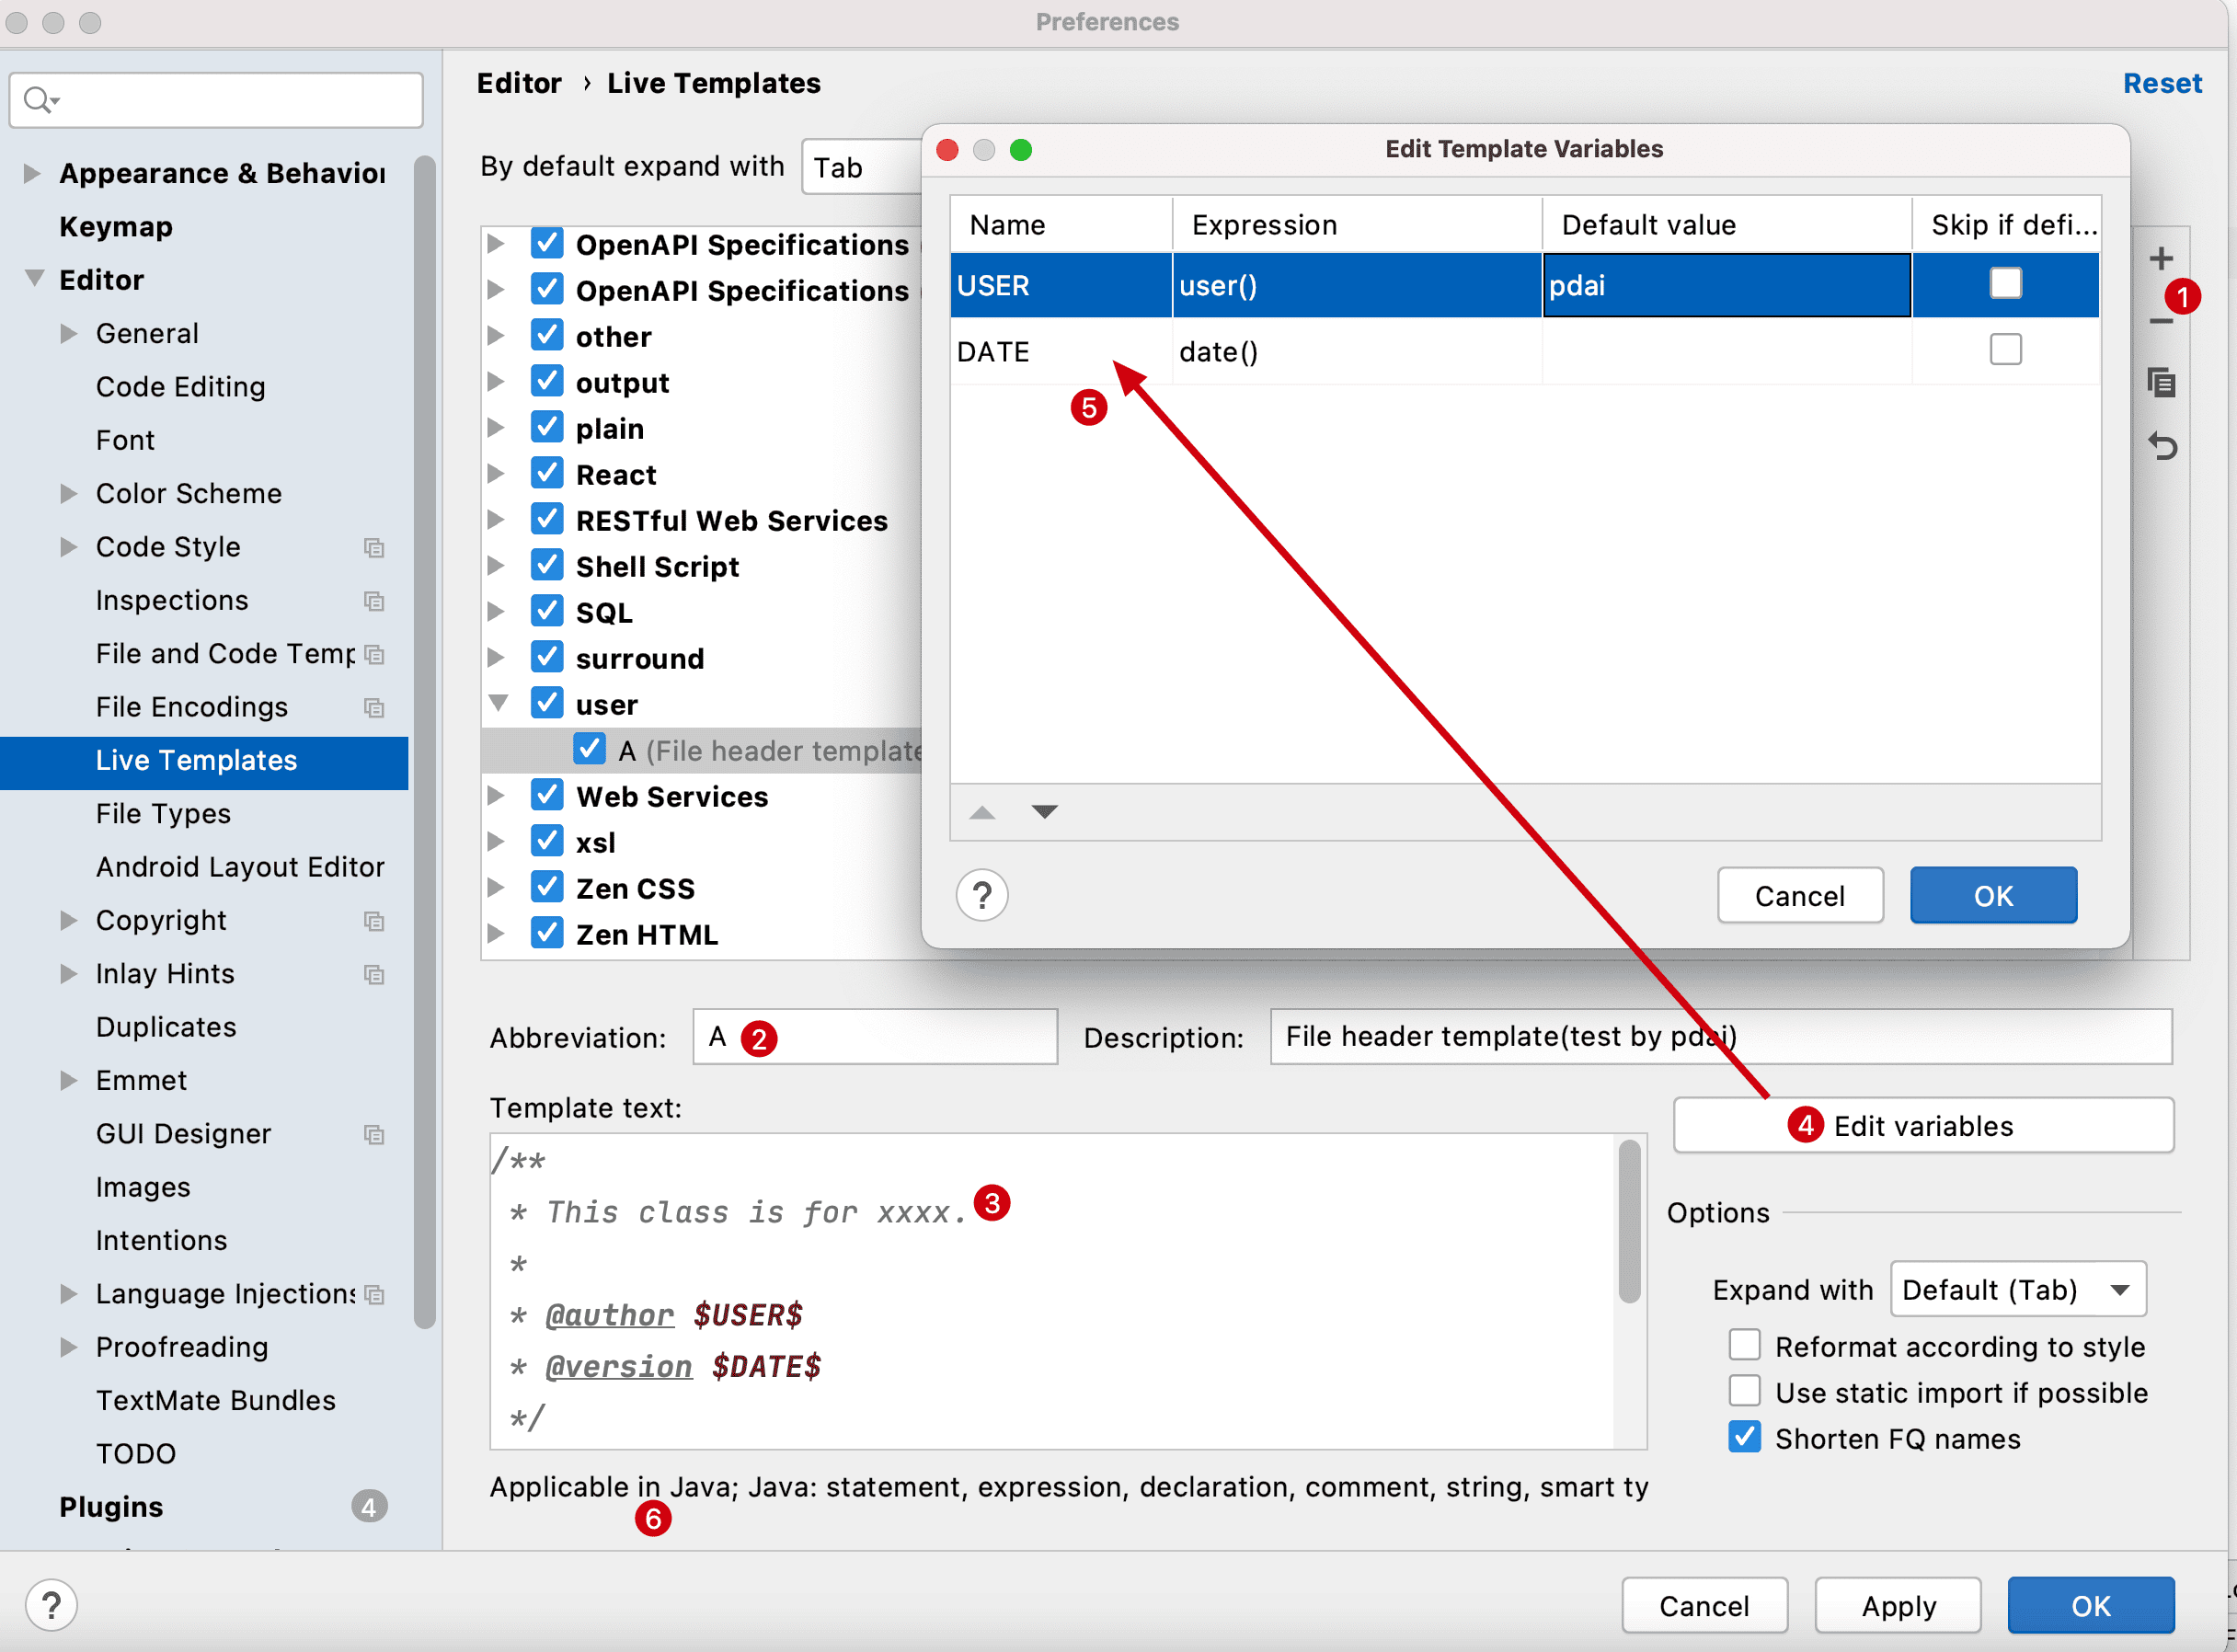 Preferences
Editor › Live Templates
Reset
Appearance & Behavior
Keymap
Editor
General
Code Editing
Font
Color Scheme
Code Style
Inspections
File and Code Temp
File Encodings
Live Templates
File Types
Android Layout Editor
Copyright
Inlay Hints
Duplicates
Emmet
GUI Designer
Images
Intentions
Language Injections
Proofreading
TextMate Bundles
TODO
Plugins 4
By default expand with Tab
OpenAPI Specifications
OpenAPI Specifications
other
output
plain
React
RESTful Web Services
Shell Script
SQL
surround
user
A (File header template
Web Services
xsl
Zen CSS
Zen HTML
Edit Template Variables
Name Expression Default value Skip if defi...
USER user() pdai
DATE date()
5
1
? Cancel OK
Abbreviation: A 2 Description: File header template(test by pdai)
Template text:
4 Edit variables
/**
* This class is for xxxx. 3
*
* @author $USER$
* @version $DATE$
*/
Options
Expand with Default (Tab)
Reformat according to style
Use static import if possible
Shorten FQ names
Applicable in Java; Java: statement, expression, declaration, comment, string, smart ty
6
? Cancel Apply OK